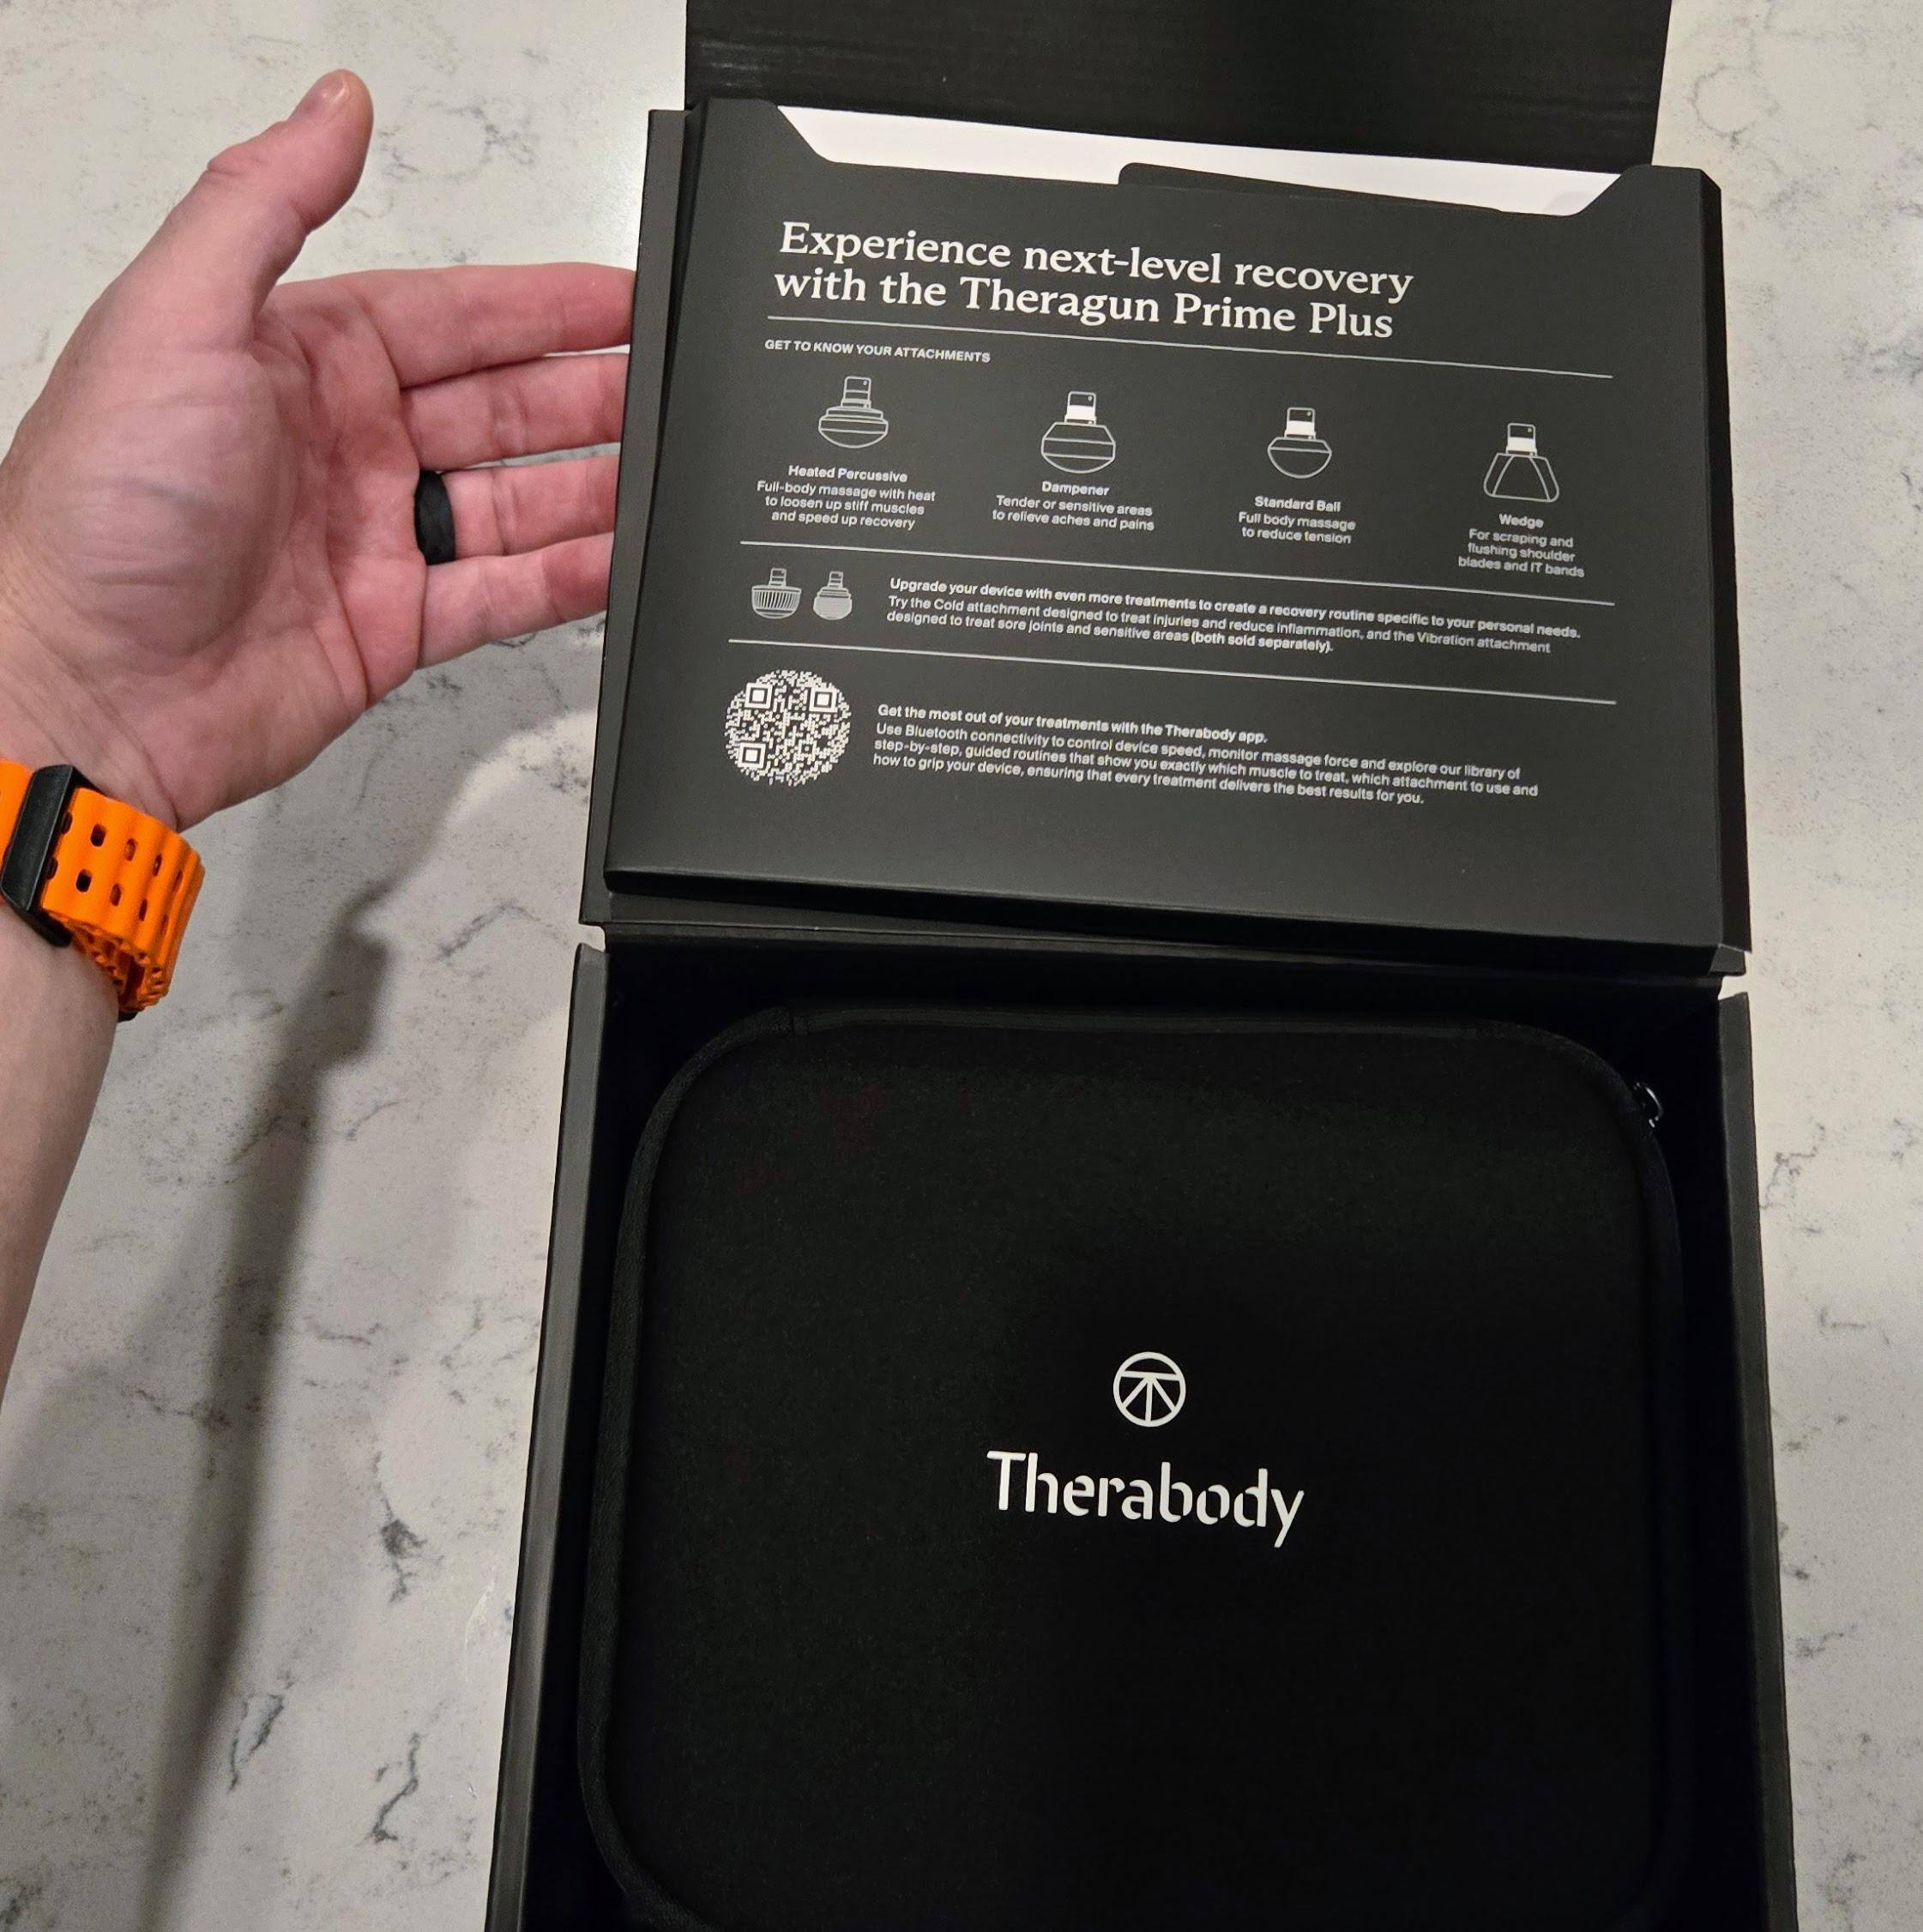 Experience next-level recovery
with the Theragun Prime Plus
GET TO KNOW YOUR ATTACHMENTS
Heated Percussive
Full-body massage with heat
to loosen up stiff muscles
and speed up recovery
Dampener
Tender or sensitive areas
to relieve aches and pains
Standard Ball
Full body massage
to reduce tension
Wedge
For scraping and
flushing shoulder
blades and IT bands
Upgrade your device with even more treatments to create a recovery routine specific to your personal needs.
Try the Cold attachment designed to treat injuries and reduce inflammation, and the Vibration attachment
designed to treat sore joints and sensitive areas (both sold separately).
Get the most out of your treatments with the Therabody app.
Use Bluetooth connectivity to control device speed, monitor massage force and explore our library of
step-by-step, guided routines that show you exactly which muscle to treat, which attachment to use and
how to grip your device, ensuring that every treatment delivers the best results for you.
Therabody